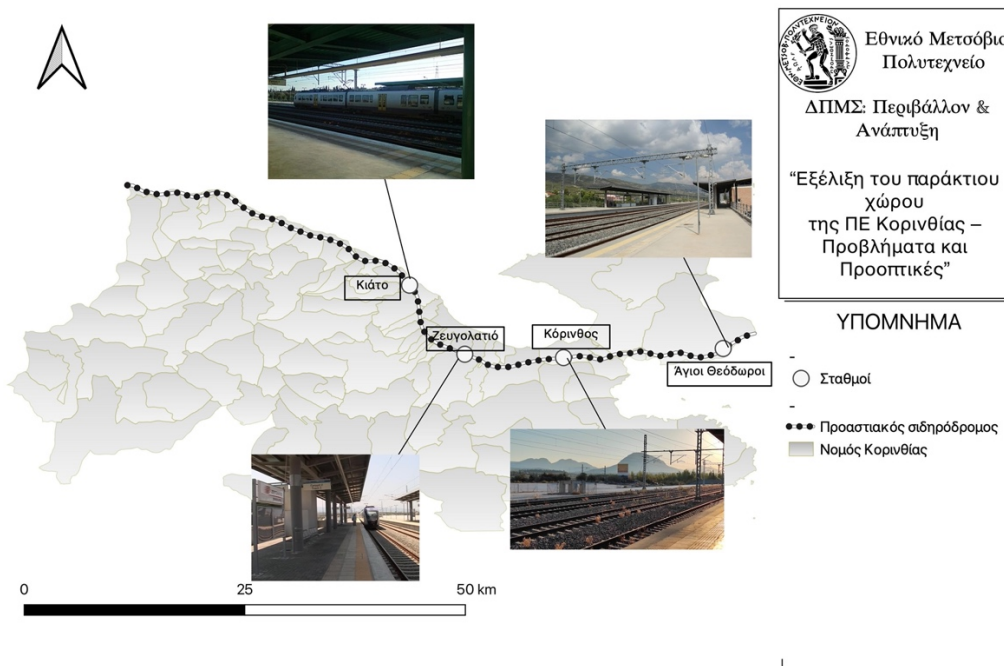 Εθνικό Μετσόβιο
Πολυτεχνείο
ΔΠΜΣ: Περιβάλλον &
Ανάπτυξη
“Εξέλιξη του παράκτιου
χώρου
της ΠΕ Κορινθίας –
Προβλήματα και
Προοπτικές”
Κιάτο
Ζευγολατιό
Κόρινθος
Άγιοι Θεόδωροι
ΥΠΟΜΝΗΜΑ
-
Σταθμοί
-
Προαστιακός σιδηρόδρομος
Νομός Κορινθίας
0 25 50 km